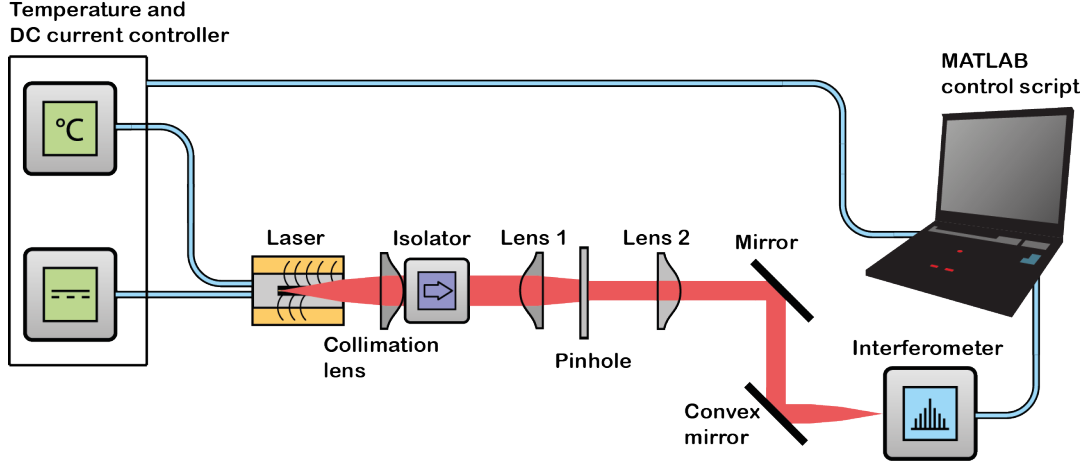 Temperature and
DC current controller
°C
MATLAB
control script
Laser
Isolator
Lens 1
Lens 2
Mirror
Collimation
lens
Pinhole
Interferometer
Convex
mirror